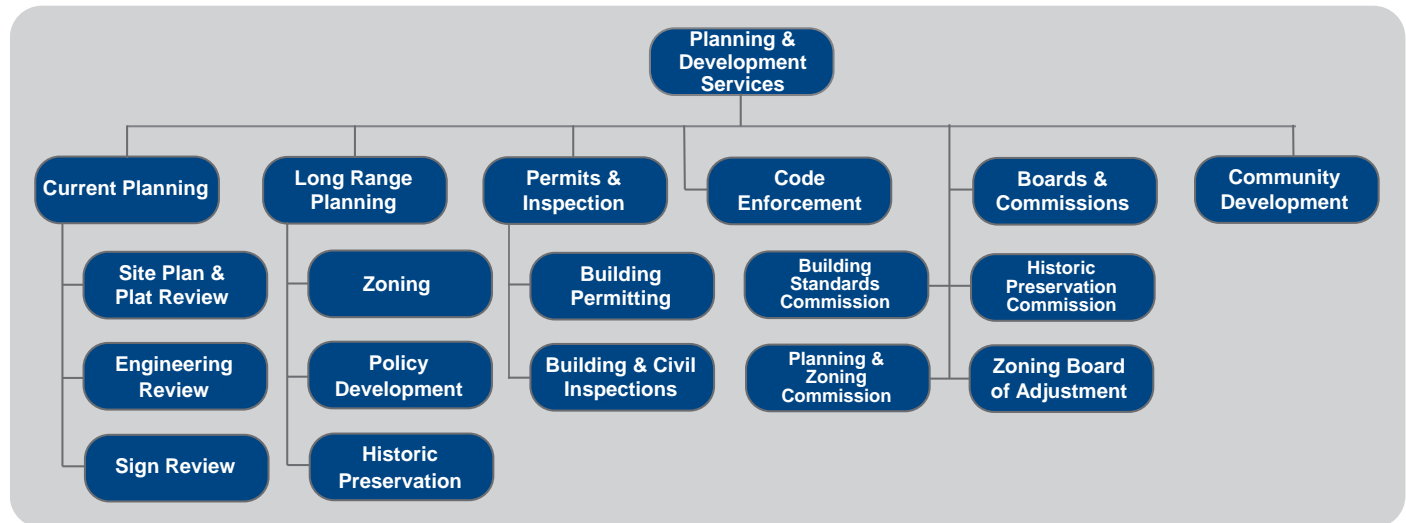 Planning &
Development
Services
Current Planning
Long Range
Planning
Permits &
Inspection
Code
Enforcement
Boards &
Commissions
Community
Development
Site Plan &
Plat Review
Zoning
Building
Permitting
Building
Standards
Commission
Historic
Preservation
Commission
Engineering
Review
Policy
Development
Building & Civil
Inspections
Planning &
Zoning
Commission
Zoning Board
of Adjustment
Sign Review
Historic
Preservation